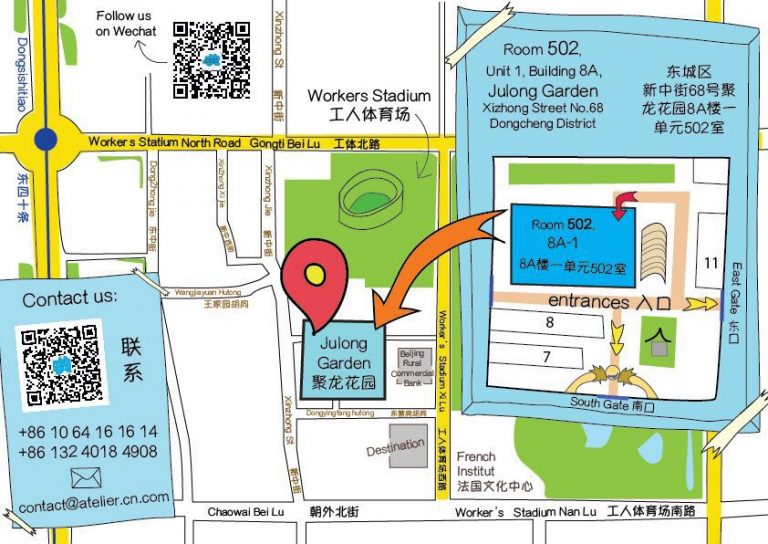 Follow us
on Wechat
Xinzhong St 新中街
Dongsishitiao
东四十条
Workers Stadium
工人体育场
Worker s Statium North Road Gongti Bei Lu 工体北路
DongZhong jie 东中街
Xinzhong Xi jie
新中西街
Xinzhong Jie 新中街
Wangjiayuan Hutong
王家园胡同
Room 502,
Unit 1, Building 8A,
Julong Garden
Xizhong Street No.68
Dongcheng District
东城区
新中街68号聚
龙花园8A楼一
单元502室
Room 502,
8A-1
8A楼一单元502室
11
entrances 入口
East Gate 东口
8
7
South Gate 南口
Contact us:
联系
+86 10 64 16 16 14
+86 132 4018 4908
contact@atelier.cn.com
Julong
Garden
聚龙花园
Beijing
Rural
Commercial
Bank
Dongyingfang hutong 东营房胡同
Xinzhong St 新中街
Destination
Worker's Stadium Xi Lu 工人体育场西路
French
Institut
法国文化中心
Chaowai Bei Lu 朝外北街
Worker's Stadium Nan Lu 工人体育场南路